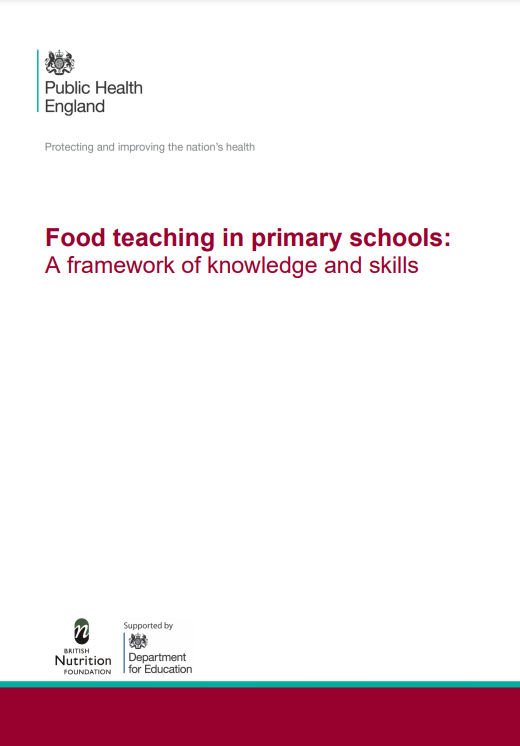 Public Health
England
Protecting and improving the nation's health
Food teaching in primary schools:
A framework of knowledge and skills
n
BRITISH
Nutrition
FOUNDATION
Supported by
Department
for Education